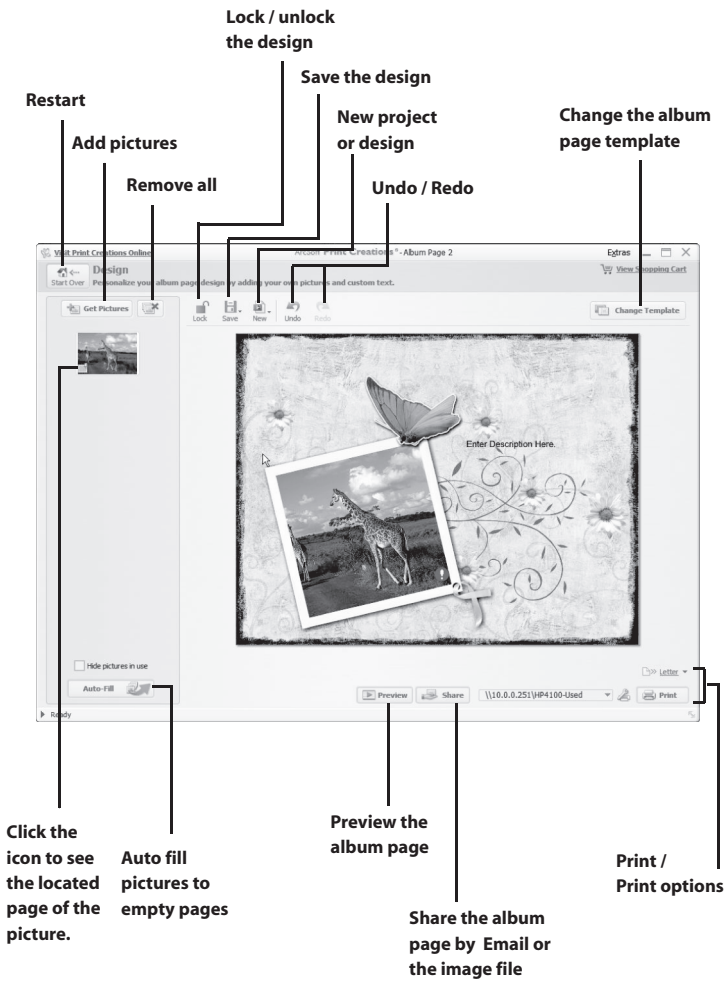 Lock / unlock
the design
Save the design
Restart
New project
or design
Change the album
page template
Add pictures
Remove all
Undo / Redo
Visit Print Creations Online
ArcSoft Print Creations® - Album Page 2
Extras
Start Over
Design
Personalize your album page design by adding your own pictures and custom text.
View Shopping Cart
Get Pictures
Lock
Save
New
Undo
Redo
Change Template
Enter Description Here.
Hide pictures in use
Letter
Auto-Fill
Preview
Share
\\10.0.0.251\HP4100-Used
Print
Ready
Click the
icon to see
the located
page of the
picture.
Auto fill
pictures to
empty pages
Preview the
album page
Share the album
page by Email or
the image file
Print /
Print options